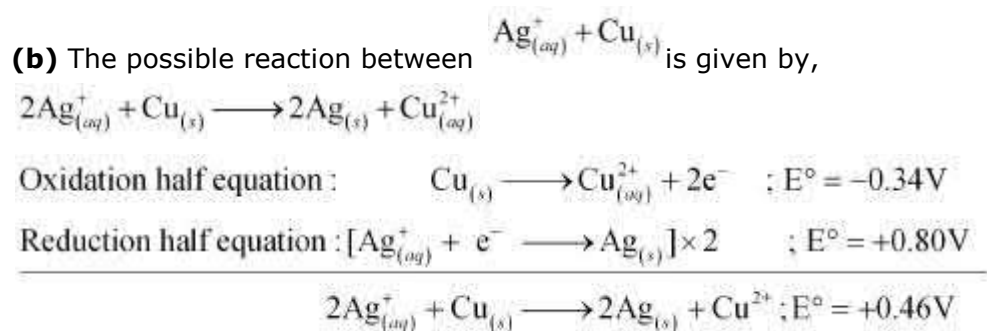 (b) The possible reaction between Ag⁺₍aq₎ + Cu₍s₎ is given by,
2Ag⁺₍aq₎ + Cu₍s₎ ⟶ 2Ag₍s₎ + Cu²⁺₍aq₎
Oxidation half equation : Cu₍s₎ ⟶ Cu²⁺₍aq₎ + 2e⁻ ; E° = −0.34V
Reduction half equation : [Ag⁺₍aq₎ + e⁻ ⟶ Ag₍s₎] × 2 ; E° = +0.80V
2Ag⁺₍aq₎ + Cu₍s₎ ⟶ 2Ag₍s₎ + Cu²⁺ ; E° = +0.46V